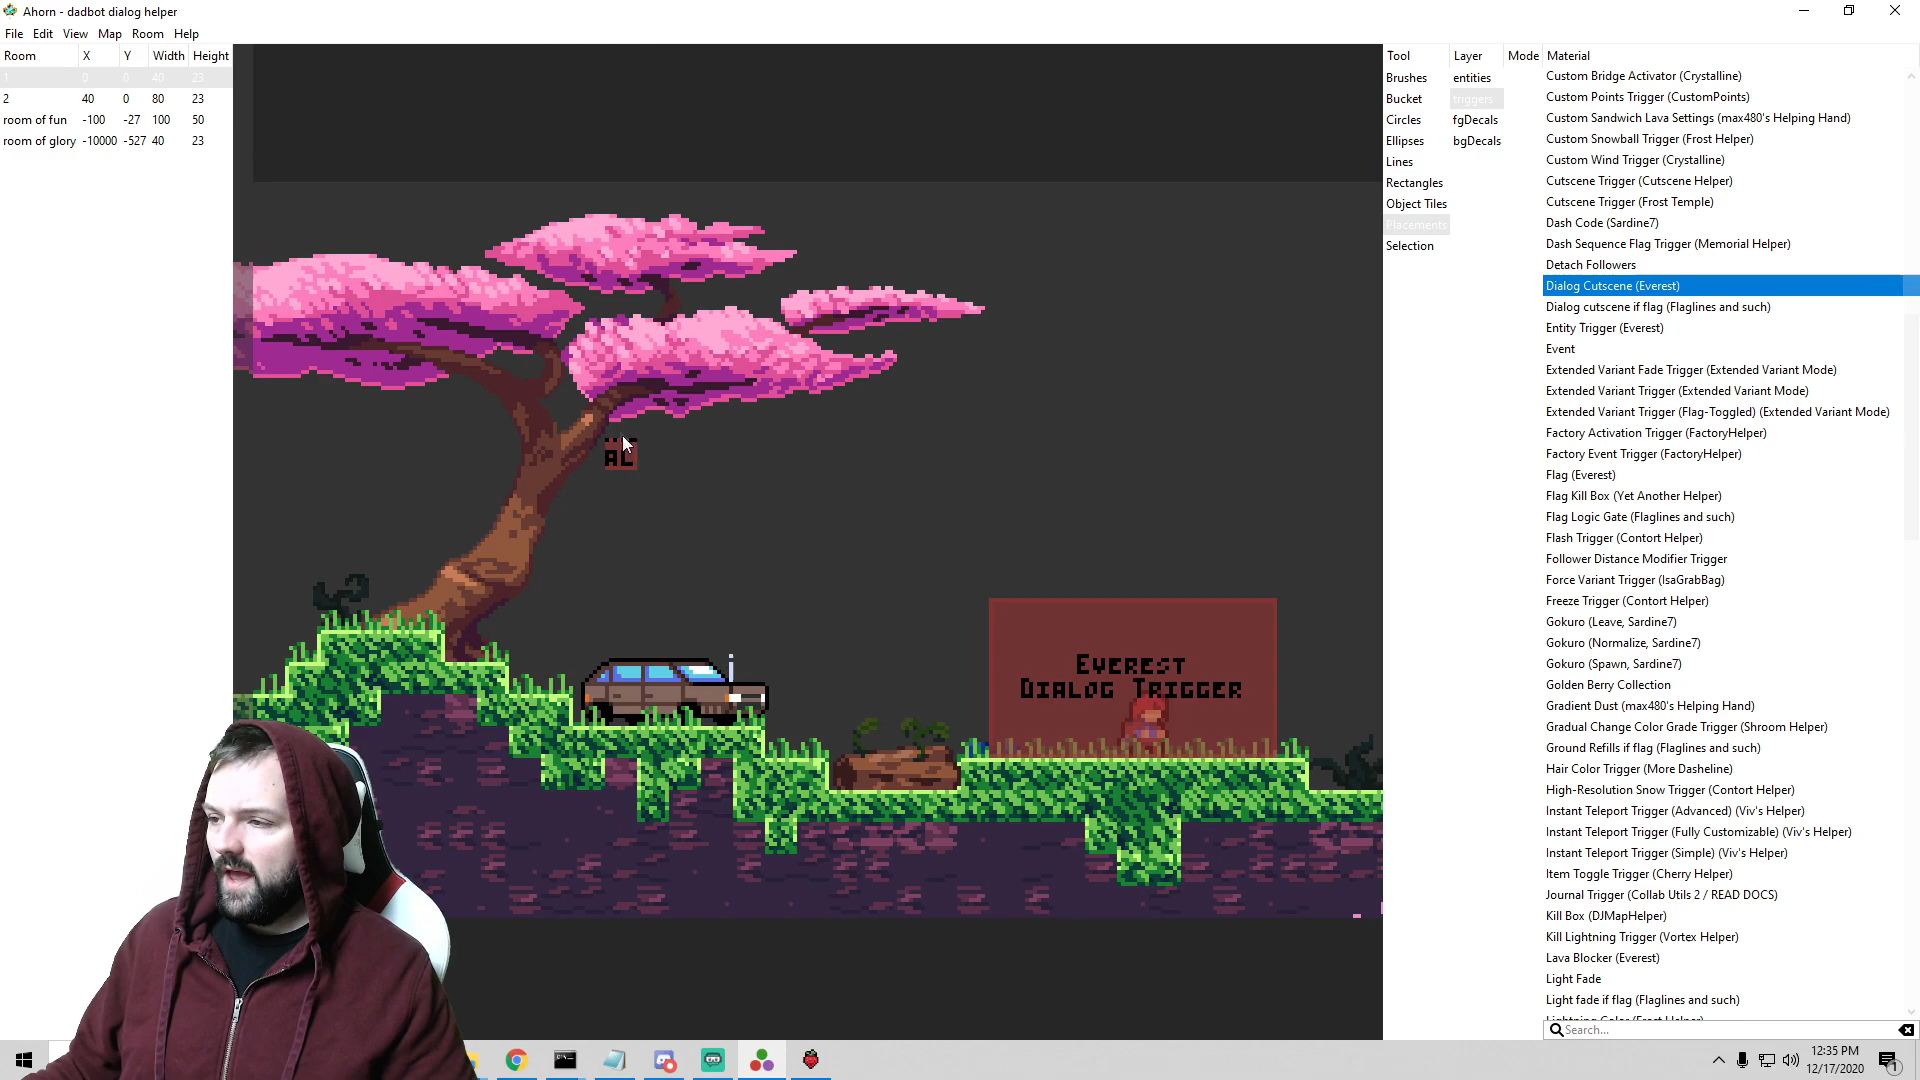 Ahorn - dadbot dialog helper
File Edit View Map Room Help
Room X Y Width Height
1 0 0 40 23
2 40 0 80 23
room of fun -100 -27 100 50
room of glory -10000 -527 40 23
Tool Layer Mode Material
Brushes entities
Bucket triggers
Circles fgDecals
Ellipses bgDecals
Lines
Rectangles
Object Tiles
Placements
Selection
Custom Bridge Activator (Crystalline)
Custom Points Trigger (CustomPoints)
Custom Sandwich Lava Settings (max480's Helping Hand)
Custom Snowball Trigger (Frost Helper)
Custom Wind Trigger (Crystalline)
Cutscene Trigger (Cutscene Helper)
Cutscene Trigger (Frost Temple)
Dash Code (Sardine7)
Dash Sequence Flag Trigger (Memorial Helper)
Detach Followers
Dialog Cutscene (Everest)
Dialog cutscene if flag (Flaglines and such)
Entity Trigger (Everest)
Event
Extended Variant Fade Trigger (Extended Variant Mode)
Extended Variant Trigger (Extended Variant Mode)
Extended Variant Trigger (Flag-Toggled) (Extended Variant Mode)
Factory Activation Trigger (FactoryHelper)
Factory Event Trigger (FactoryHelper)
Flag (Everest)
Flag Kill Box (Yet Another Helper)
Flag Logic Gate (Flaglines and such)
Flash Trigger (Contort Helper)
Follower Distance Modifier Trigger
Force Variant Trigger (IsaGrabBag)
Freeze Trigger (Contort Helper)
Gokuro (Leave, Sardine7)
Gokuro (Normalize, Sardine7)
Gokuro (Spawn, Sardine7)
Golden Berry Collection
Gradient Dust (max480's Helping Hand)
Gradual Change Color Grade Trigger (Shroom Helper)
Ground Refills if flag (Flaglines and such)
Hair Color Trigger (More Dasheline)
High-Resolution Snow Trigger (Contort Helper)
Instant Teleport Trigger (Advanced) (Viv's Helper)
Instant Teleport Trigger (Fully Customizable) (Viv's Helper)
Instant Teleport Trigger (Simple) (Viv's Helper)
Item Toggle Trigger (Cherry Helper)
Journal Trigger (Collab Utils 2 / READ DOCS)
Kill Box (DJMapHelper)
Kill Lightning Trigger (Vortex Helper)
Lava Blocker (Everest)
Light Fade
Light fade if flag (Flaglines and such)
Search...
AL
EVEREST
DIALOG TRIGGER
12:35 PM
12/17/2020
1